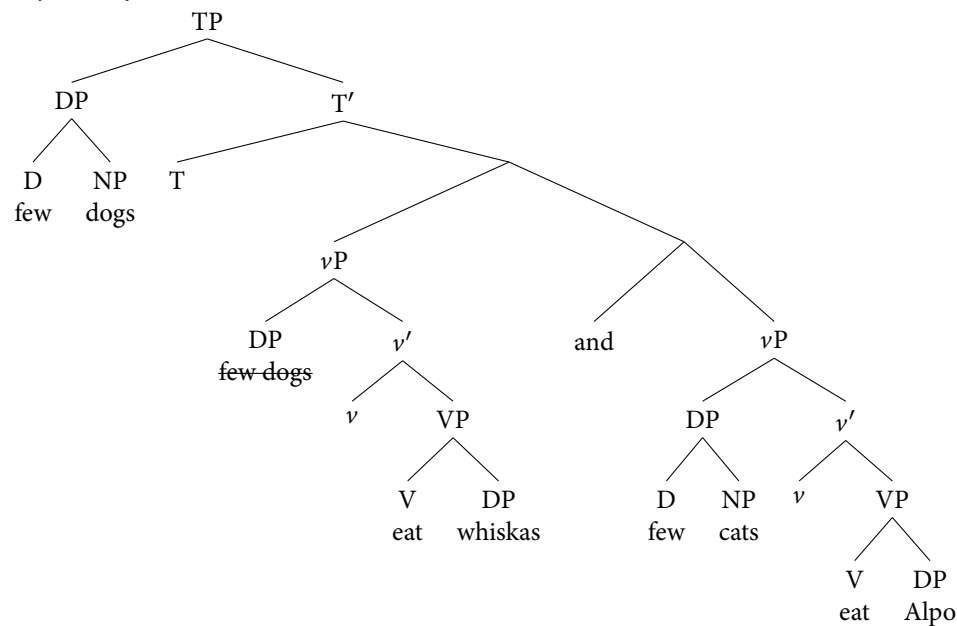 TP
DP T′
D NP T
few dogs
vP
DP v′ and vP
few dogs
v VP DP v′
V DP D NP v VP
eat whiskas few cats
V DP
eat Alpo